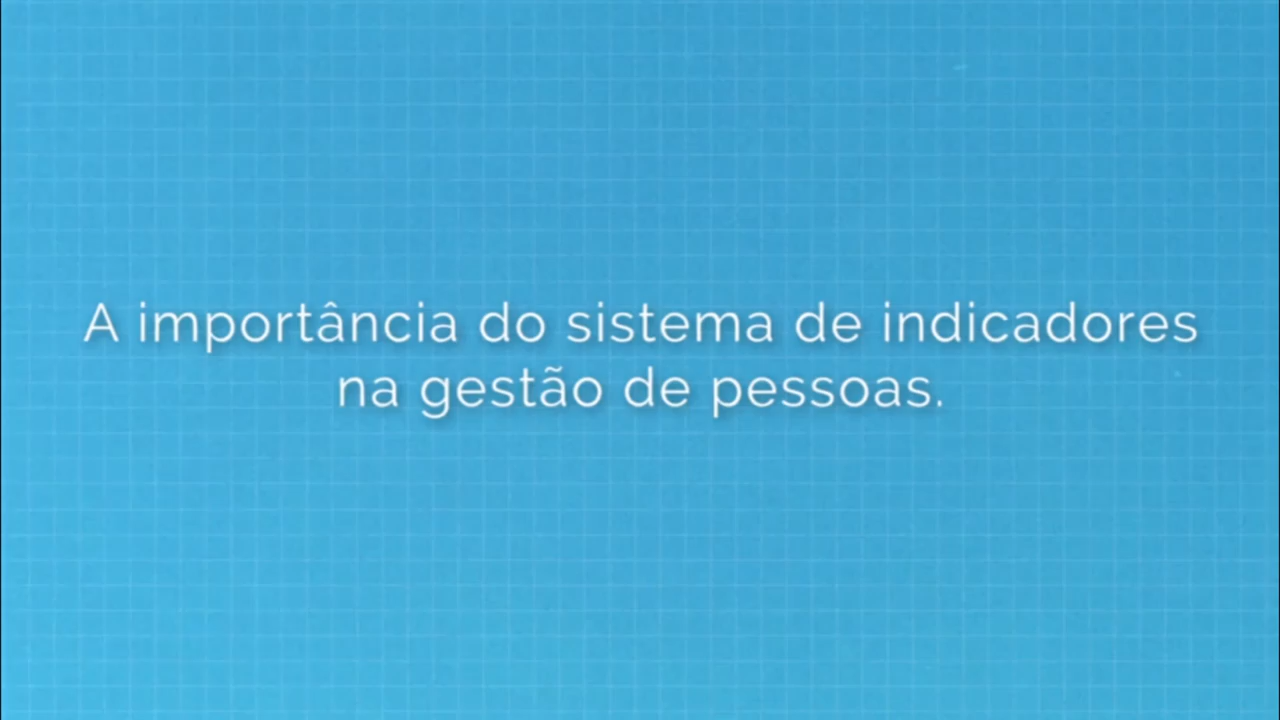 A importância do sistema de indicadores
na gestão de pessoas.